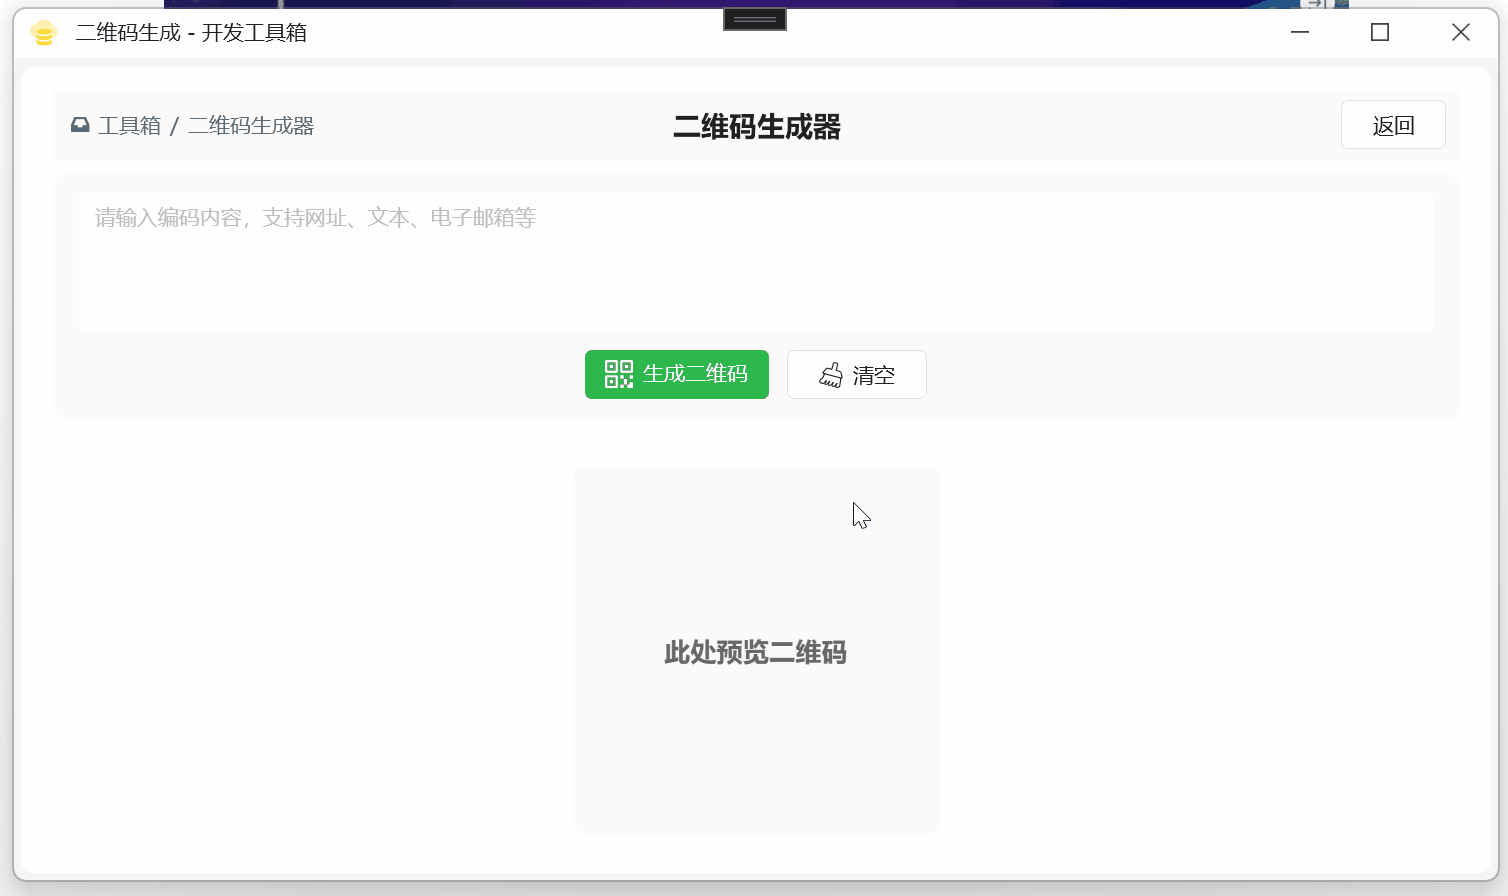 二维码生成 - 开发工具箱
工具箱 / 二维码生成器
二维码生成器
返回
请输入编码内容，支持网址、文本、电子邮箱等
生成二维码
清空
此处预览二维码